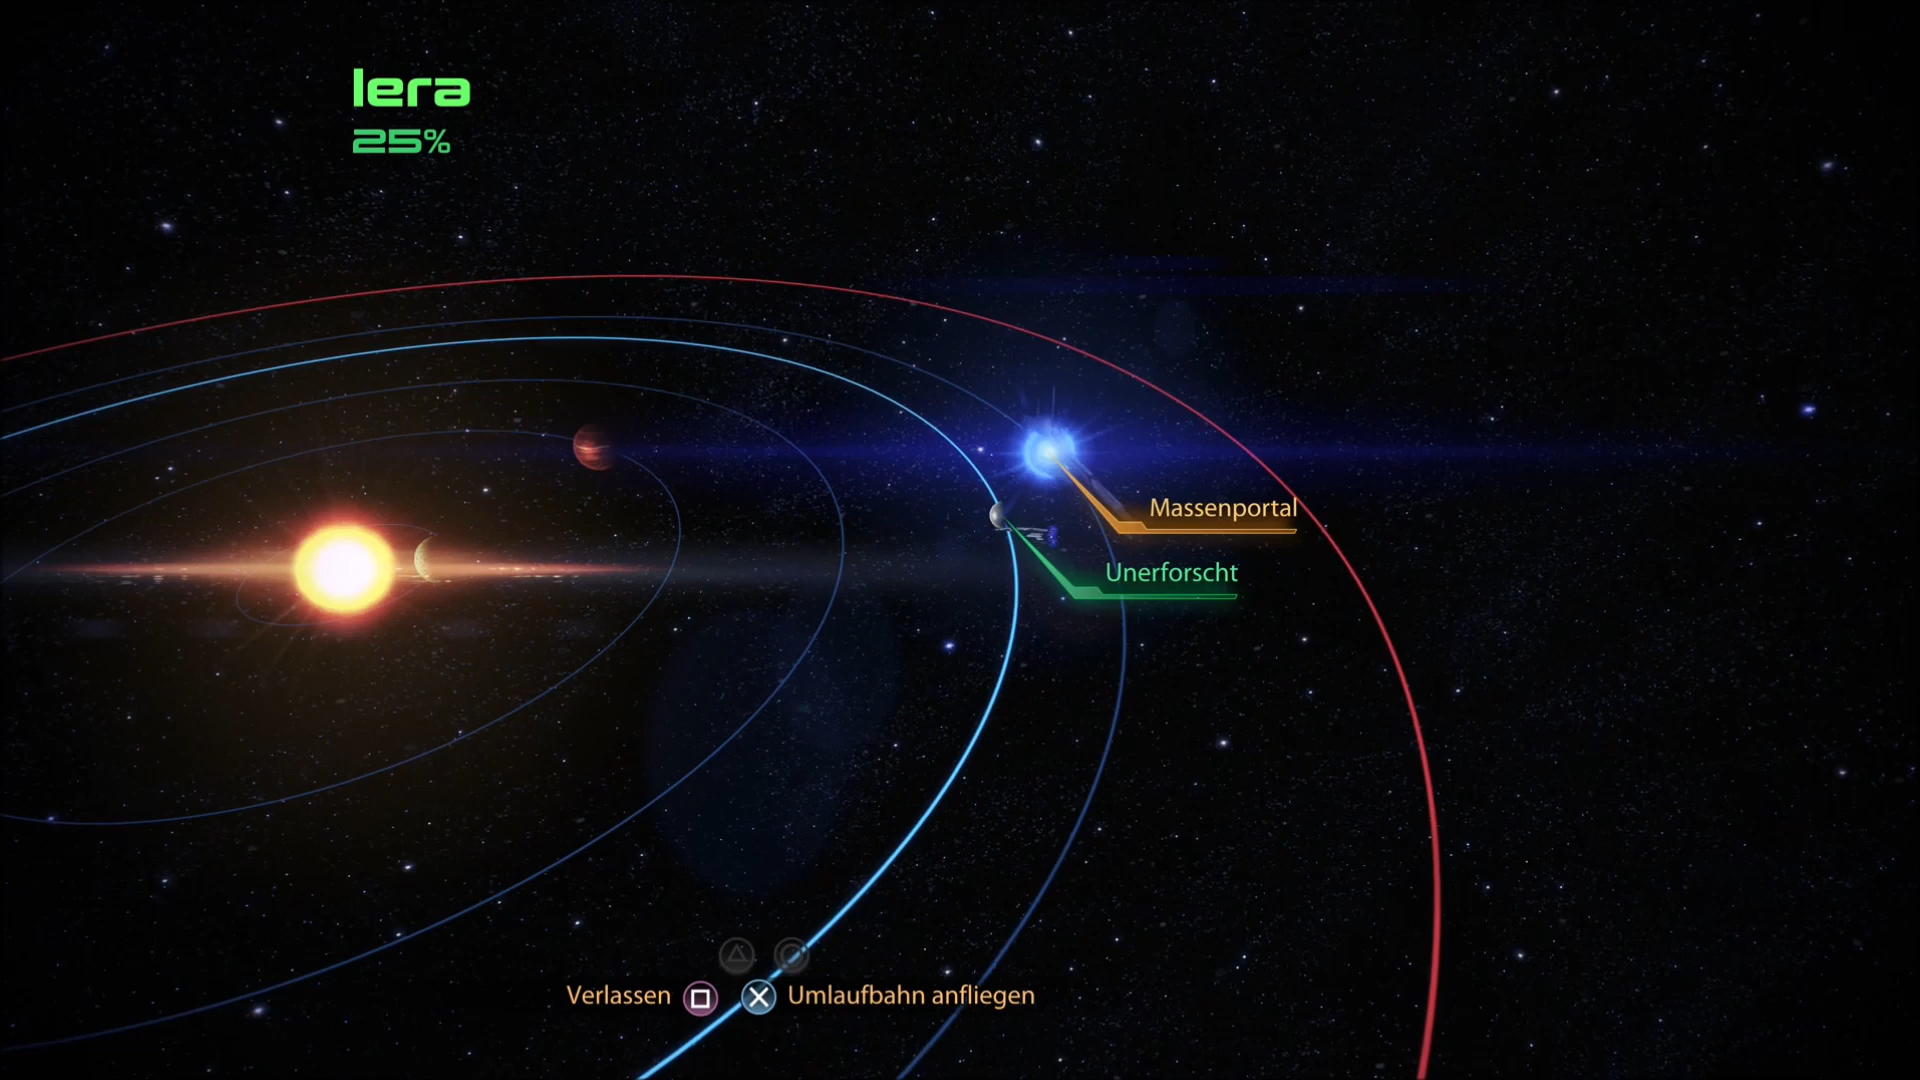 Iera
25%
Massenportal
Unerforscht
Verlassen
Umlaufbahn anfliegen